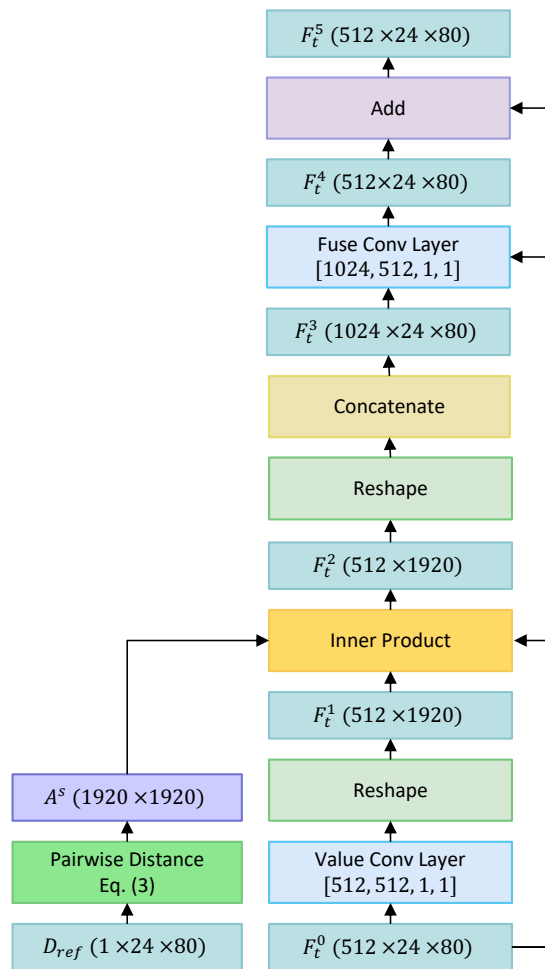 F_t^5 (512 ×24 ×80)
Add
F_t^4 (512×24 ×80)
Fuse Conv Layer
[1024, 512, 1, 1]
F_t^3 (1024 ×24 ×80)
Concatenate
Reshape
F_t^2 (512 ×1920)
Inner Product
F_t^1 (512 ×1920)
A^s (1920 ×1920)
Reshape
Pairwise Distance
Eq. (3)
Value Conv Layer
[512, 512, 1, 1]
D_ref (1 ×24 ×80)
F_t^0 (512 ×24 ×80)